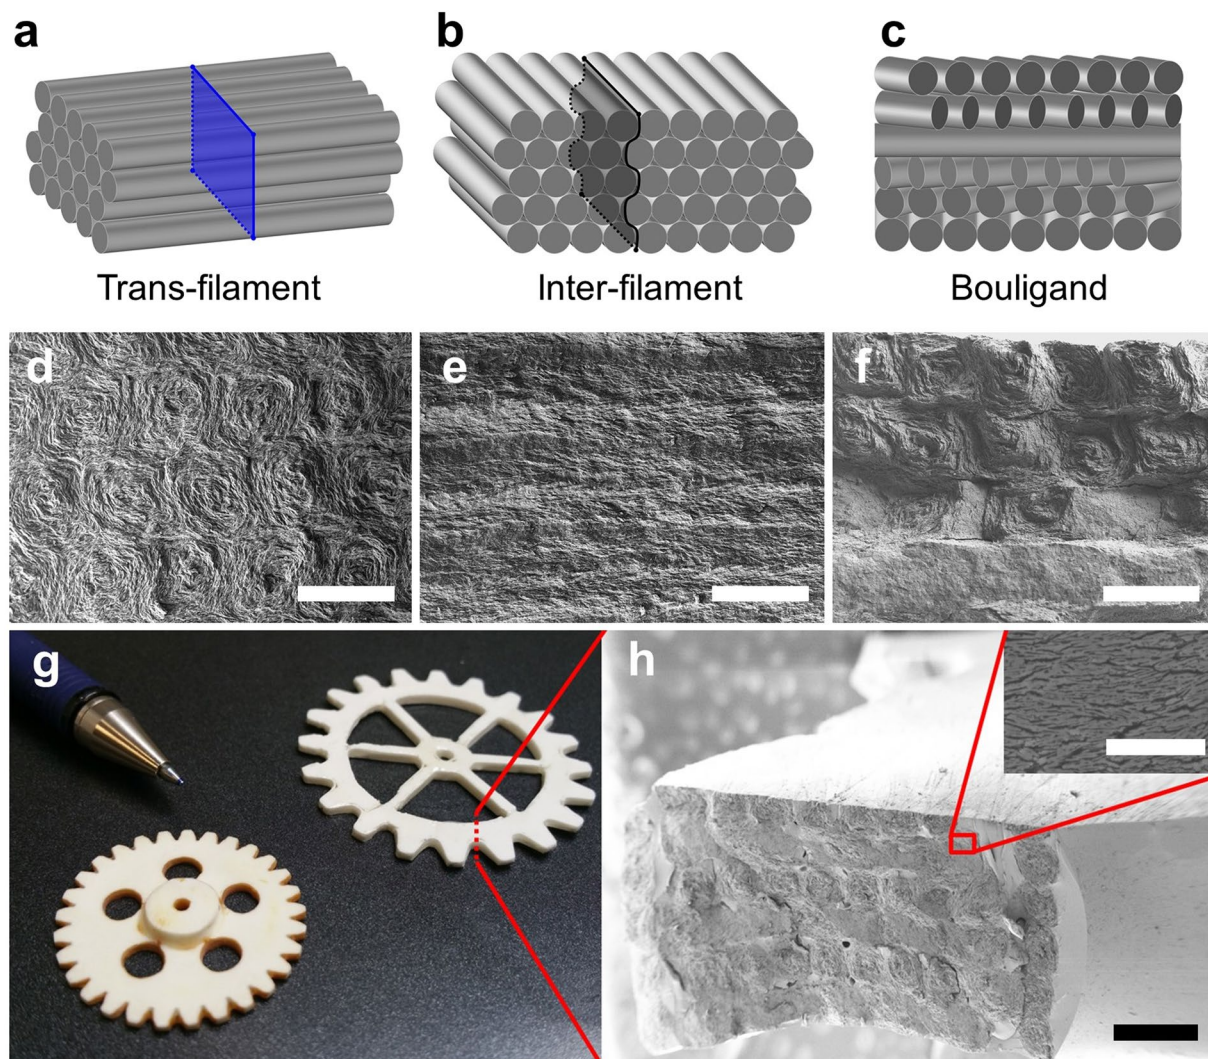 a
b
c
Trans-filament
Inter-filament
Bouligand
d
e
f
g
h